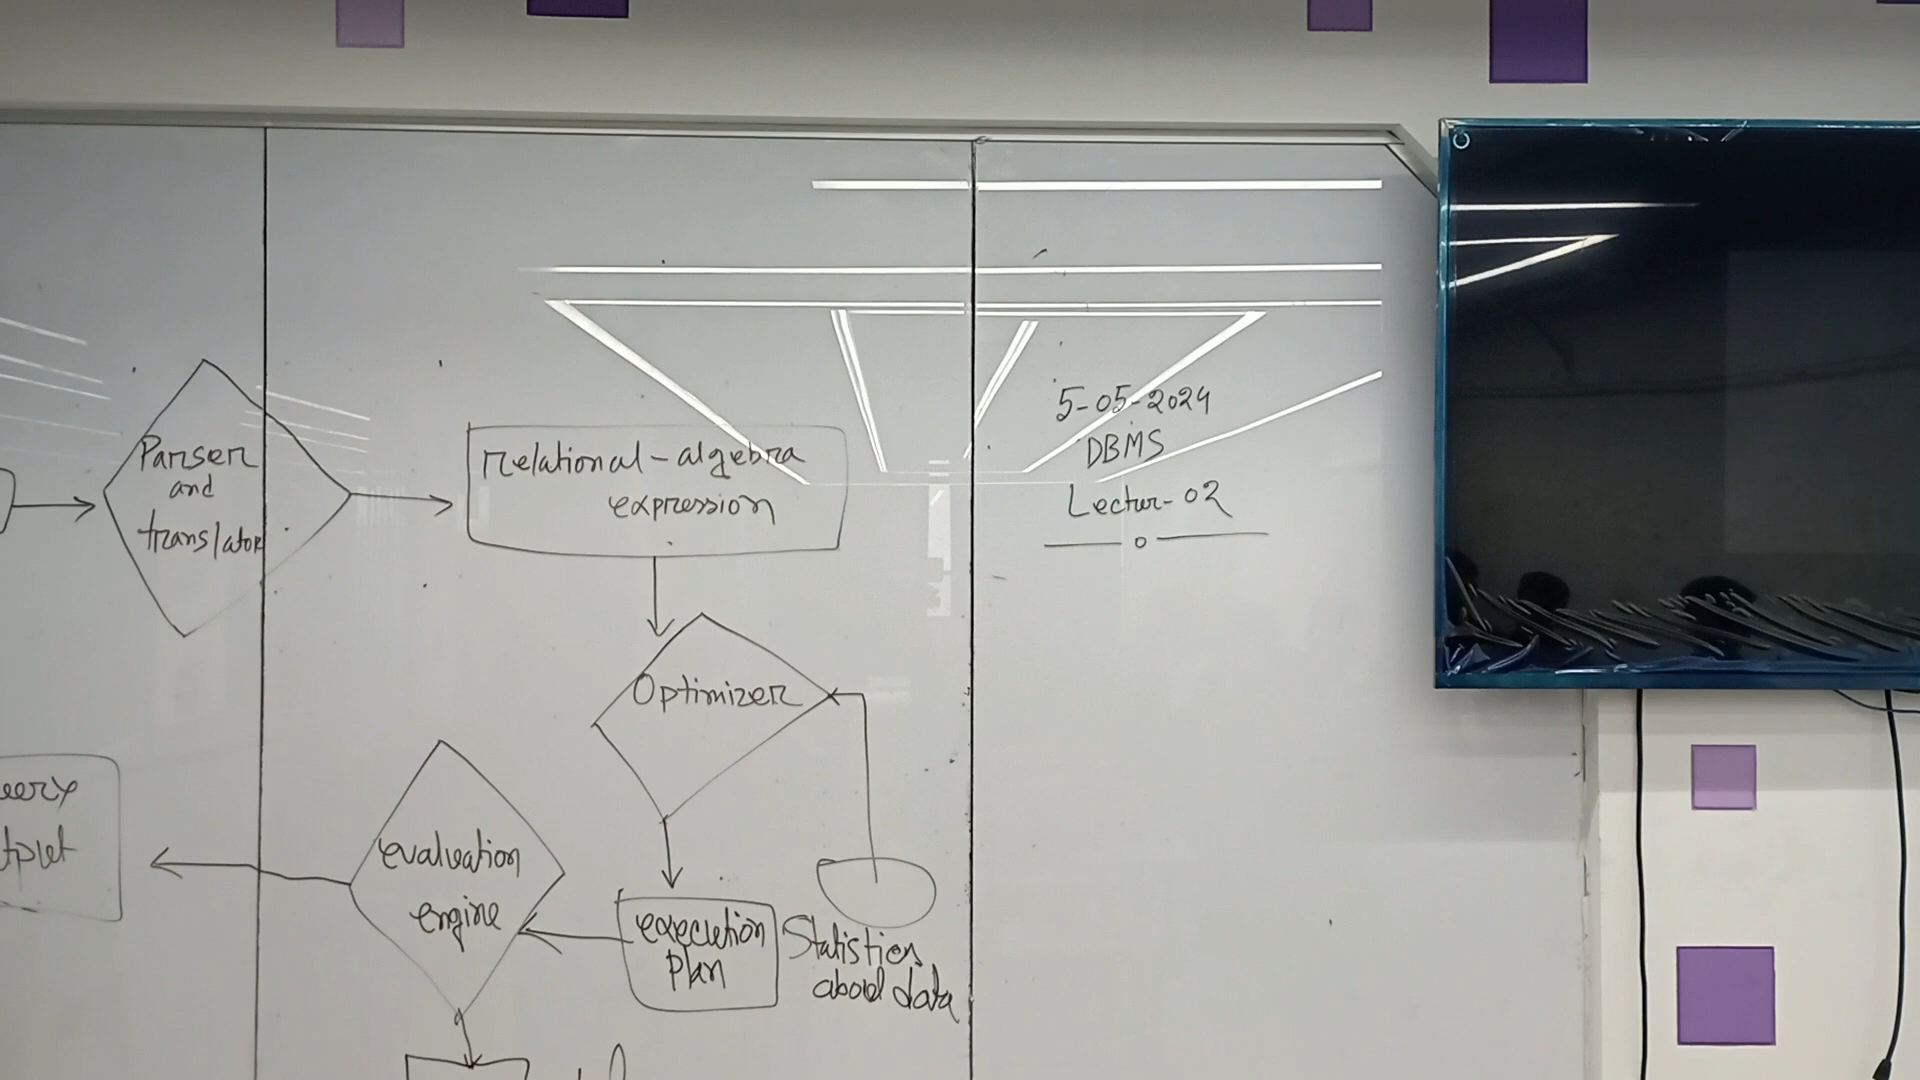 5-05-2024
DBMS
Lectur-02
Parser
and
translator
relational-algebra
expression
Optimizer
evaluation
engine
execution
plan
Statistics
about data